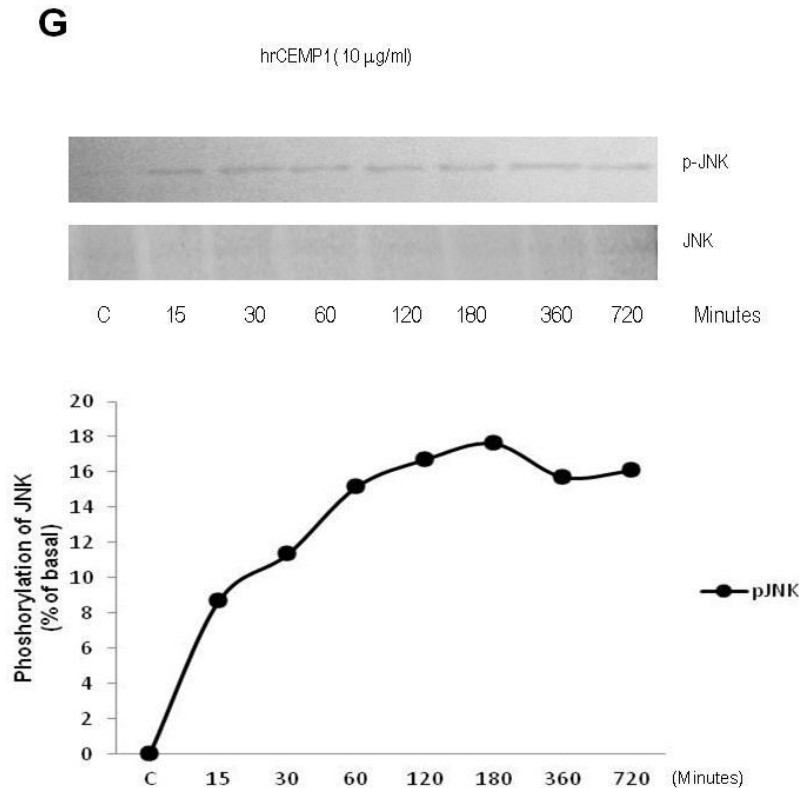 G
hrCEMP1( 10 µg/ml)
p-JNK
JNK
C 15 30 60 120 180 360 720 Minutes
Phoshorylation of JNK
(% of basal)
20
18
16
14
12
10
8
6
4
2
0
pJNK
C 15 30 60 120 180 360 720 (Minutes)